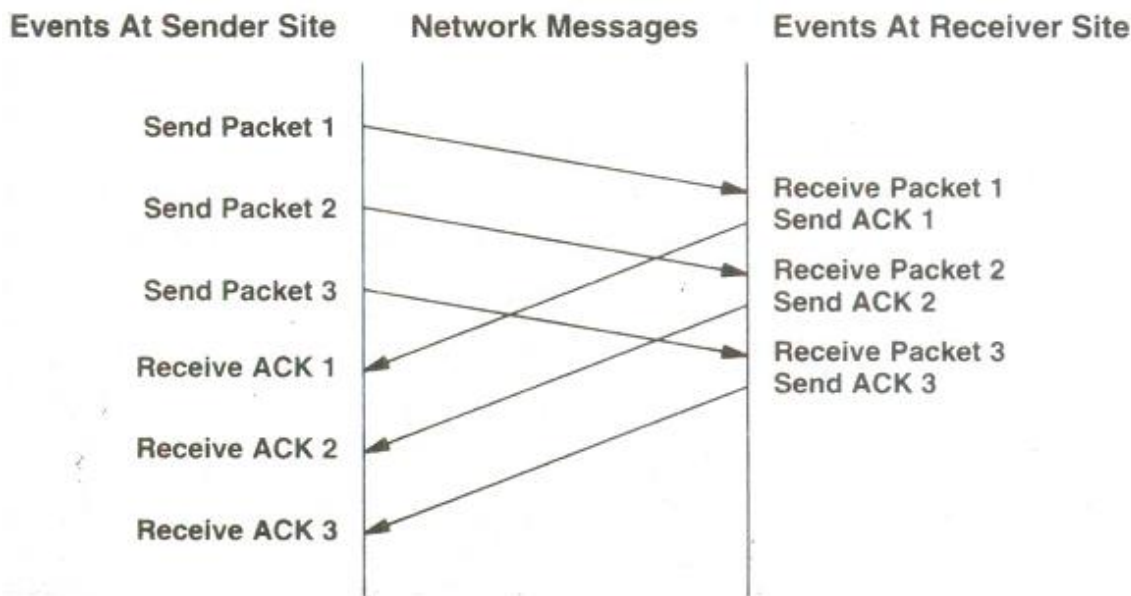 Events At Sender Site
Network Messages
Events At Receiver Site
Send Packet 1
Receive Packet 1
Send Packet 2
Send ACK 1
Receive Packet 2
Send Packet 3
Send ACK 2
Receive Packet 3
Receive ACK 1
Send ACK 3
Receive ACK 2
Receive ACK 3